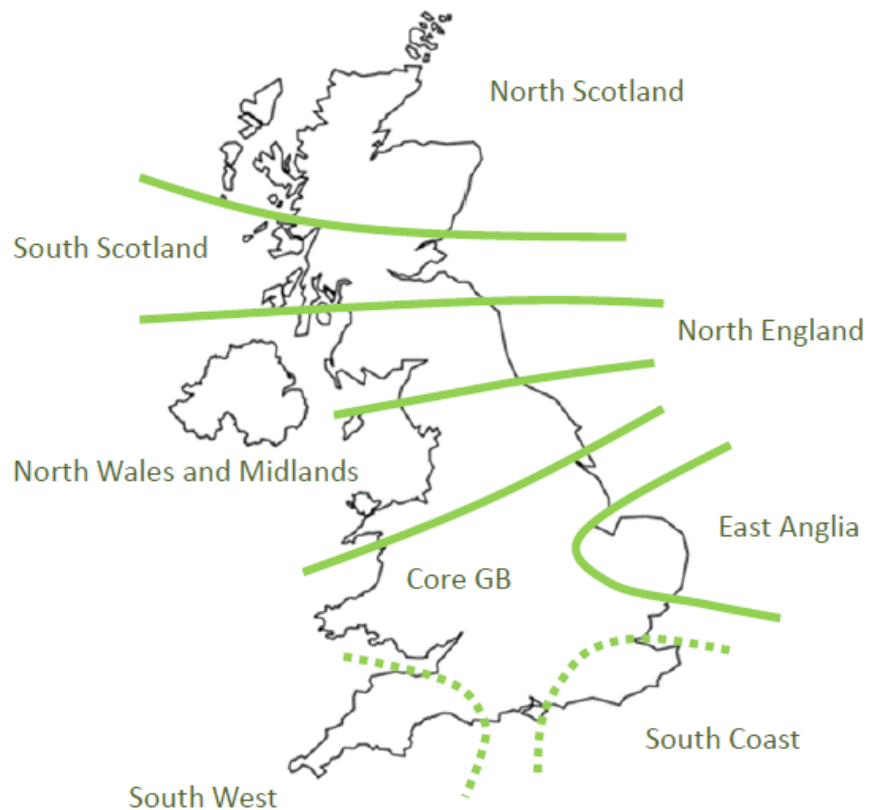 North Scotland
South Scotland
North England
North Wales and Midlands
East Anglia
Core GB
South Coast
South West